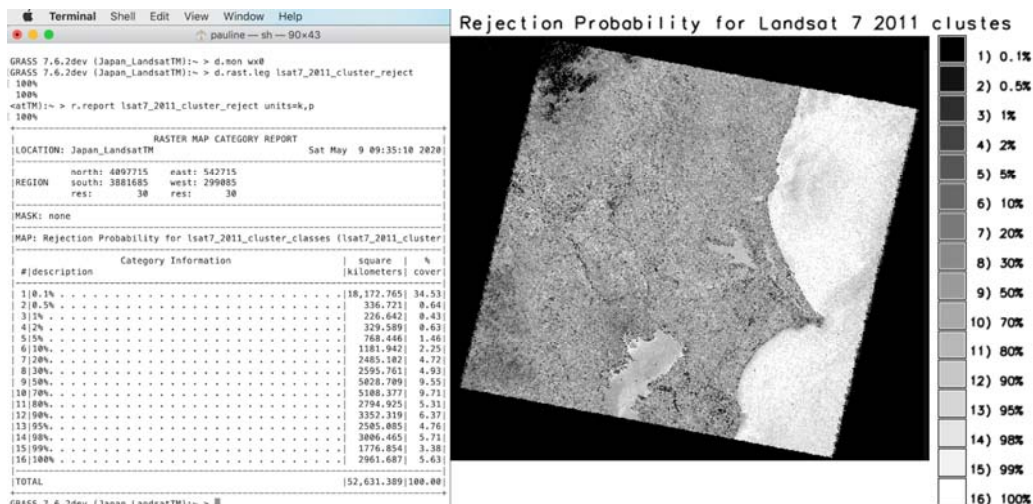 Terminal Shell Edit View Window Help
pauline — sh — 90×43
GRASS 7.6.2dev (Japan_LandsatTM):~ > d.mon wx0
GRASS 7.6.2dev (Japan_LandsatTM):~ > d.rast.leg lsat7_2011_cluster_reject
100%
100%
<atTM):~ > r.report lsat7_2011_cluster_reject units=k,p
100%
RASTER MAP CATEGORY REPORT
LOCATION: Japan_LandsatTM Sat May 9 09:35:10 2020
north: 4097715 east: 542715
REGION south: 3881685 west: 299085
res: 30 res: 30
MASK: none
MAP: Rejection Probability for lsat7_2011_cluster_classes (lsat7_2011_cluster
Category Information square %
#|description kilometers| cover
1|0.1% . . . . . . . . . . . . . . . . . . . . . . . . . . . . |18,172.765| 34.53
2|0.5% . . . . . . . . . . . . . . . . . . . . . . . . . . . . | 336.721| 0.64
3|1% . . . . . . . . . . . . . . . . . . . . . . . . . . . . . | 226.642| 0.43
4|2% . . . . . . . . . . . . . . . . . . . . . . . . . . . . . | 329.589| 0.63
5|5% . . . . . . . . . . . . . . . . . . . . . . . . . . . . . | 768.446| 1.46
6|10%. . . . . . . . . . . . . . . . . . . . . . . . . . . . . | 1181.942| 2.25
7|20%. . . . . . . . . . . . . . . . . . . . . . . . . . . . . | 2485.102| 4.72
8|30%. . . . . . . . . . . . . . . . . . . . . . . . . . . . . | 2595.761| 4.93
9|50%. . . . . . . . . . . . . . . . . . . . . . . . . . . . . | 5028.709| 9.55
10|70%. . . . . . . . . . . . . . . . . . . . . . . . . . . . . | 5108.377| 9.71
11|80%. . . . . . . . . . . . . . . . . . . . . . . . . . . . . | 2794.925| 5.31
12|90%. . . . . . . . . . . . . . . . . . . . . . . . . . . . . | 3352.319| 6.37
13|95%. . . . . . . . . . . . . . . . . . . . . . . . . . . . . | 2505.085| 4.76
14|98%. . . . . . . . . . . . . . . . . . . . . . . . . . . . . | 3006.465| 5.71
15|99%. . . . . . . . . . . . . . . . . . . . . . . . . . . . . | 1776.854| 3.38
16|100% . . . . . . . . . . . . . . . . . . . . . . . . . . . . | 2961.687| 5.63
TOTAL |52,631.389|100.00
GRASS 7.6.2dev (Japan_LandsatTM):~ >
Rejection Probability for Landsat 7 2011 clustes
1) 0.1%
2) 0.5%
3) 1%
4) 2%
5) 5%
6) 10%
7) 20%
8) 30%
9) 50%
10) 70%
11) 80%
12) 90%
13) 95%
14) 98%
15) 99%
16) 100%